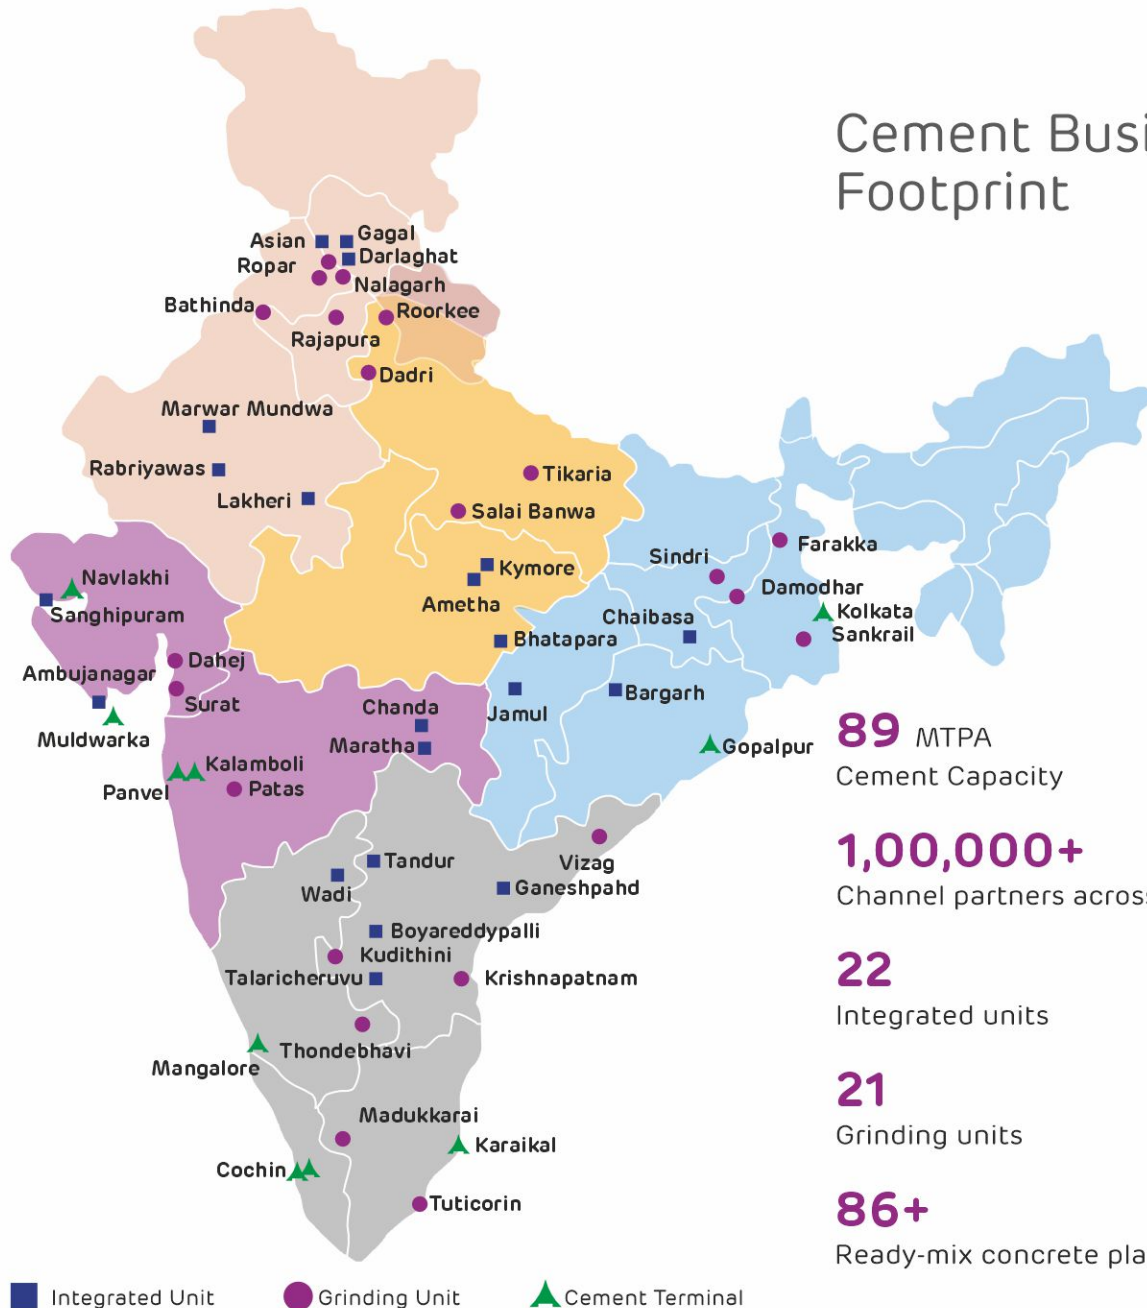 Cement Busi
Footprint
Asian
Gagal
Ropar
Darlaghat
Nalagarh
Bathinda
Roorkee
Rajapura
Dadri
Marwar Mundwa
Rabriyawas
Lakheri
Tikaria
Salai Banwa
Kymore
Ametha
Farakka
Sindri
Damodhar
Navlakhi
Sanghipuram
Chaibasa
Kolkata
Sankrail
Bhatapara
Ambujanagar
Dahej
Surat
Jamul
Bargarh
Muldwarka
Chanda
Maratha
Gopalpur
Kalamboli
Panvel
Patas
89 MTPA
Cement Capacity
1,00,000+
Channel partners across
22
Integrated units
21
Grinding units
86+
Ready-mix concrete pla
Vizag
Tandur
Wadi
Ganeshpahd
Boyareddypalli
Kudithini
Talaricheruvu
Krishnapatnam
Thondebhavi
Mangalore
Madukkarai
Karaikal
Cochin
Tuticorin
Integrated Unit
Grinding Unit
Cement Terminal